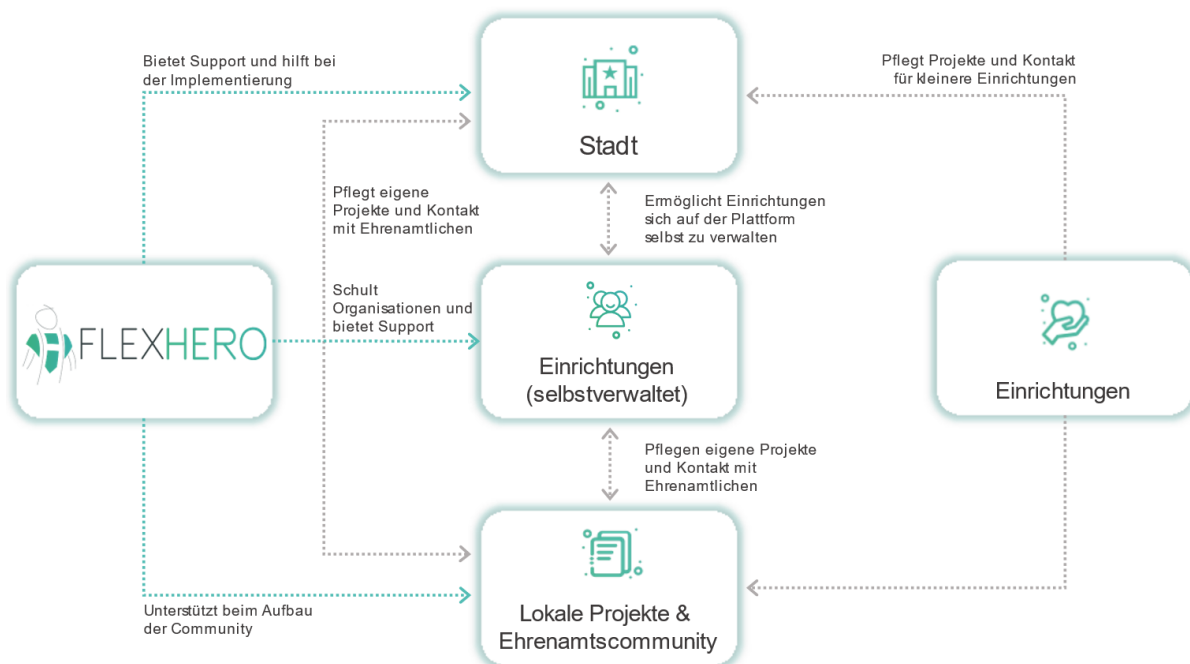 Bietet Support und hilft bei
der Implementierung
Stadt
Pflegt Projekte und Kontakt
für kleinere Einrichtungen
Pflegt eigene
Projekte und Kontakt
mit Ehrenamtlichen
Ermöglicht Einrichtungen
sich auf der Plattform
selbst zu verwalten
FLEXHERO
Schult
Organisationen und
bietet Support
Einrichtungen
(selbstverwaltet)
Einrichtungen
Pflegen eigene Projekte
und Kontakt mit
Ehrenamtlichen
Unterstützt beim Aufbau
der Community
Lokale Projekte &
Ehrenamtscommunity